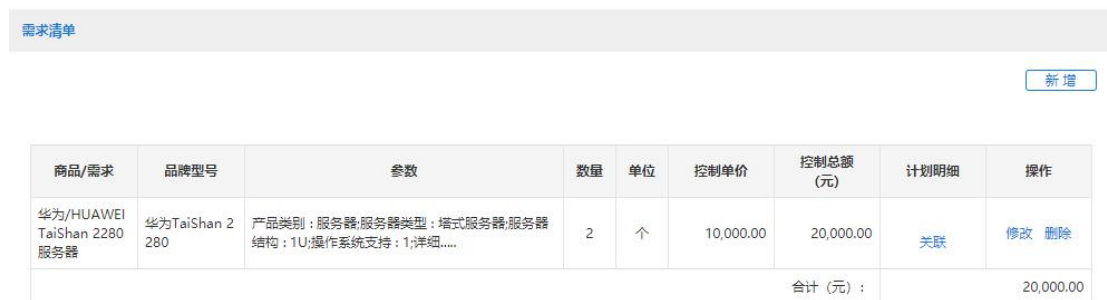 需求清单
新增
商品/需求 品牌型号 参数 数量 单位 控制单价 控制总额 计划明细 操作
(元)
华为/HUAWEI
TaiShan 2280
服务器
华为TaiShan 2
280
产品类别：服务器;服务器类型：塔式服务器;服务器
结构：1U;操作系统支持：1;详细.....
2 个 10,000.00 20,000.00 关联 修改 删除
合计（元）： 20,000.00